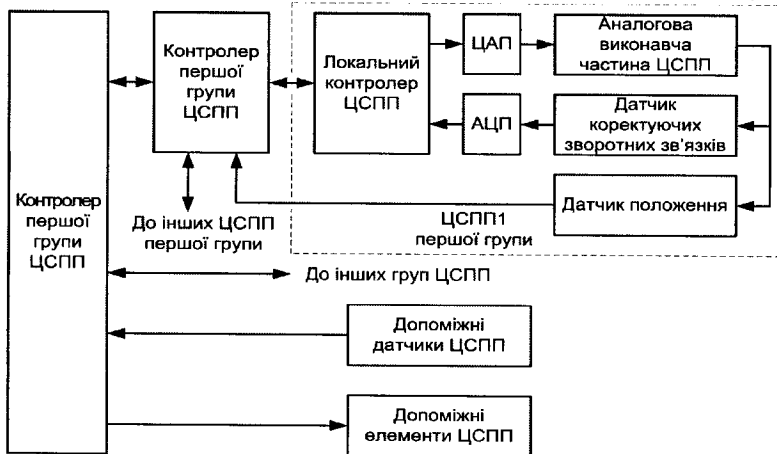 Контролер
першої
групи
ЦСПП
Контролер
першої
групи
ЦСПП
Локальний
контролер
ЦСПП
ЦАП
Аналогова
виконавча
частина ЦСПП
АЦП
Датчик
коректуючих
зворотних зв'язків
Датчик положення
ЦСПП1
першої групи
До інших ЦСПП
першої групи
До інших груп ЦСПП
Допоміжні
датчики ЦСПП
Допоміжні
елементи ЦСПП